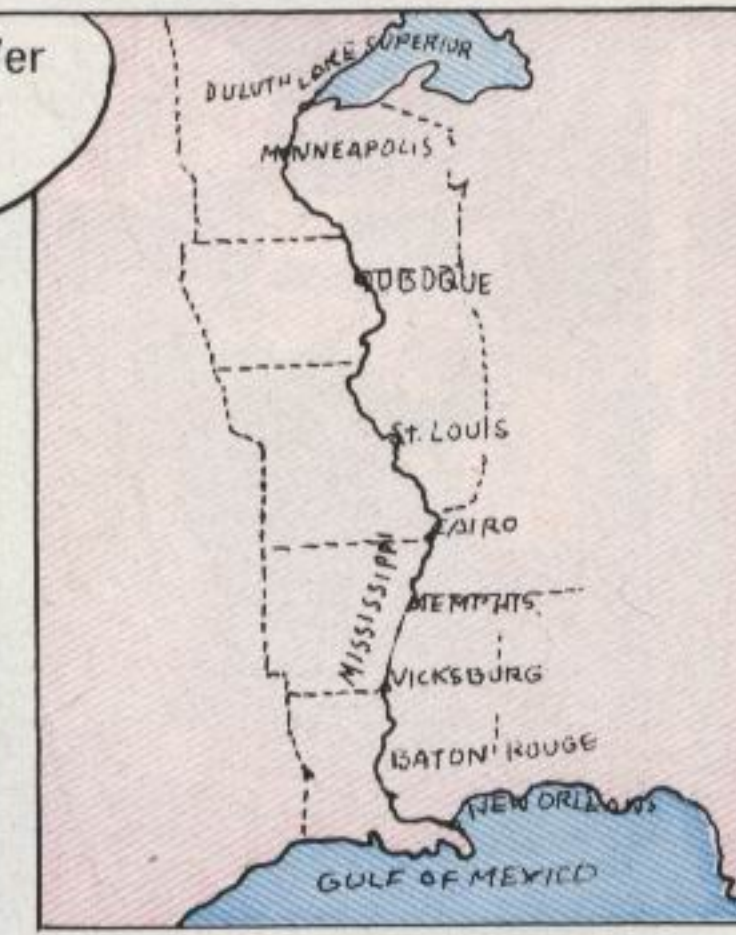 er
LAKE SUPERIOR
DULUTH
MINNEAPOLIS
DUBUQUE
St. LOUIS
CAIRO
MISSISSIPPI
MEMPHIS
VICKSBURG
BATON ROUGE
NEW ORLEANS
GULF OF MEXICO